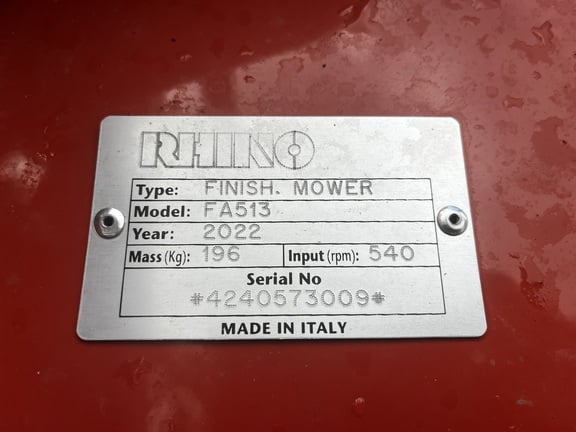 RHINO
Type: FINISH. MOWER
Model: FA513
Year: 2022
Mass (Kg): 196 Input (rpm): 540
Serial No
#4240573009#
MADE IN ITALY